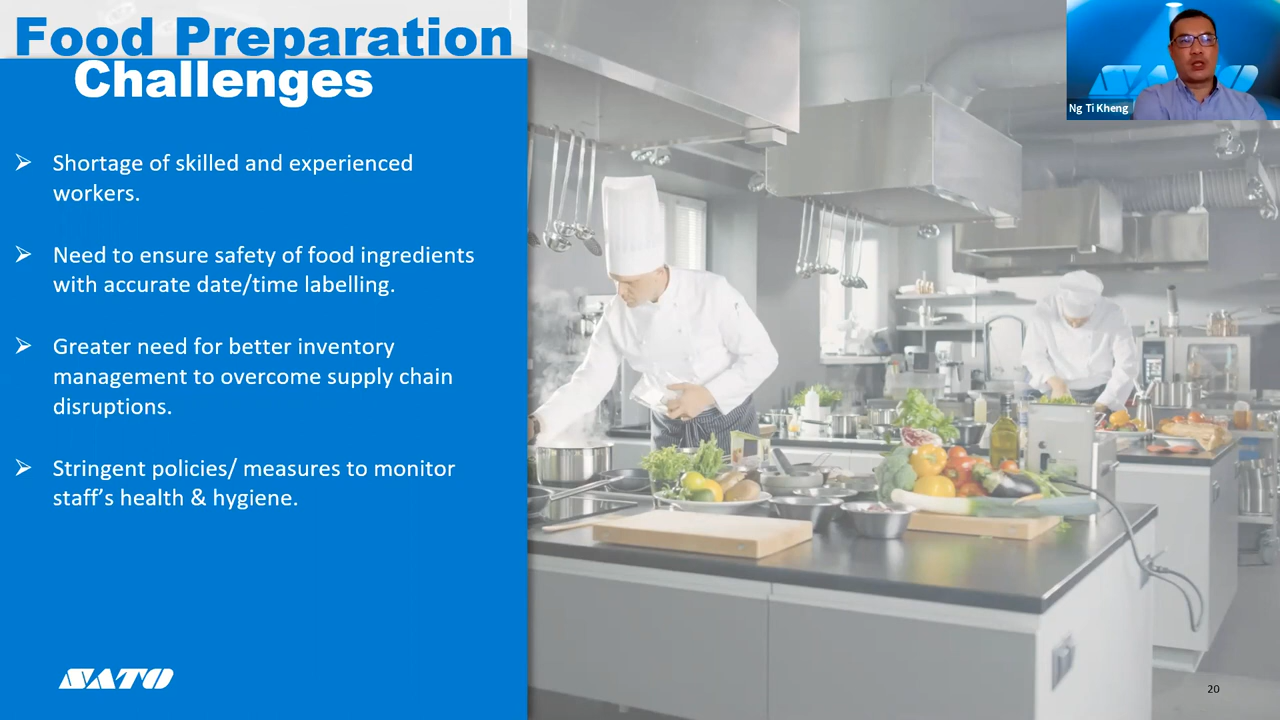 Food Preparation
Challenges
SATO
Ng Ti Kheng
➢ Shortage of skilled and experienced
workers.
➢ Need to ensure safety of food ingredients
with accurate date/time labelling.
➢ Greater need for better inventory
management to overcome supply chain
disruptions.
➢ Stringent policies/ measures to monitor
staff’s health & hygiene.
SATO
20